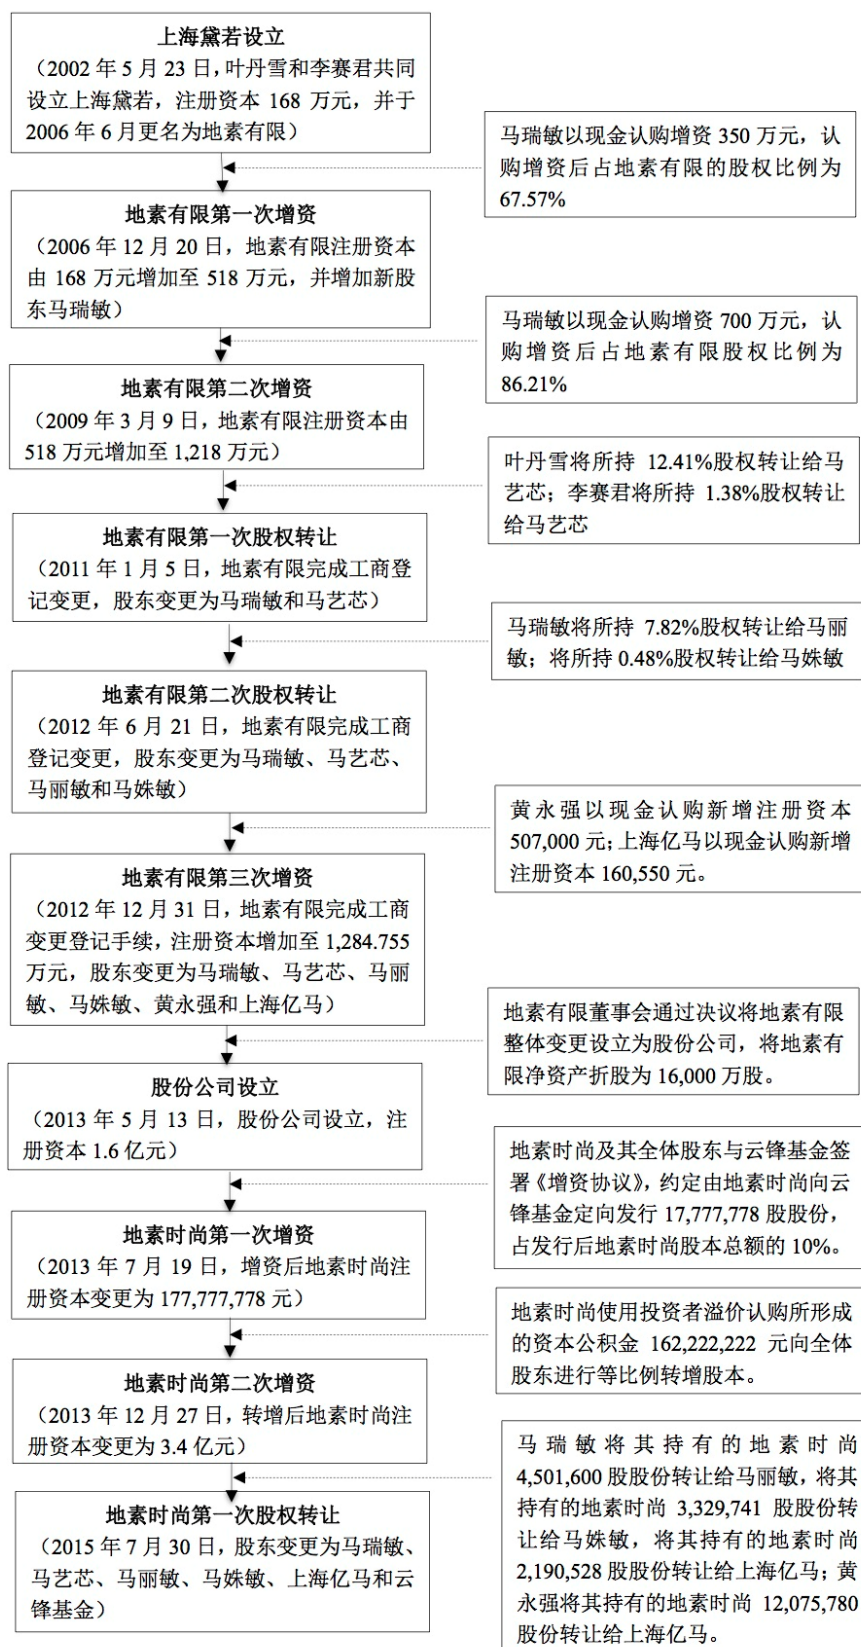 上海黛若设立
（2002 年 5 月 23 日，叶丹雪和李赛君共同
设立上海黛若，注册资本 168 万元，并于
2006 年 6 月更名为地素有限）
马瑞敏以现金认购增资 350 万元，认
购增资后占地素有限的股权比例为
67.57%
地素有限第一次增资
（2006 年 12 月 20 日，地素有限注册资本
由 168 万元增加至 518 万元，并增加新股
东马瑞敏）
马瑞敏以现金认购增资 700 万元，认
购增资后占地素有限股权比例为
86.21%
地素有限第二次增资
（2009 年 3 月 9 日，地素有限注册资本由
518 万元增加至 1,218 万元）
叶丹雪将所持 12.41%股权转让给马
艺芯；李赛君将所持 1.38%股权转让
给马艺芯
地素有限第一次股权转让
（2011 年 1 月 5 日，地素有限完成工商登
记变更，股东变更为马瑞敏和马艺芯）
马瑞敏将所持 7.82%股权转让给马丽
敏；将所持 0.48%股权转让给马姝敏
地素有限第二次股权转让
（2012 年 6 月 21 日，地素有限完成工商
登记变更，股东变更为马瑞敏、马艺芯、
马丽敏和马姝敏）
黄永强以现金认购新增注册资本
507,000 元；上海亿马以现金认购新增
注册资本 160,550 元。
地素有限第三次增资
（2012 年 12 月 31 日，地素有限完成工商
变更登记手续，注册资本增加至 1,284.755
万元，股东变更为马瑞敏、马艺芯、马丽
敏、马姝敏、黄永强和上海亿马）
地素有限董事会通过决议将地素有限
整体变更设立为股份公司，将地素有
限净资产折股为 16,000 万股。
股份公司设立
（2013 年 5 月 13 日，股份公司设立，注
册资本 1.6 亿元）
地素时尚及其全体股东与云锋基金签
署《增资协议》，约定由地素时尚向云
锋基金定向发行 17,777,778 股股份，
占发行后地素时尚股本总额的 10%。
地素时尚第一次增资
（2013 年 7 月 19 日，增资后地素时尚注
册资本变更为 177,777,778 元）
地素时尚使用投资者溢价认购所形成
的资本公积金 162,222,222 元向全体
股东进行等比例转增股本。
地素时尚第二次增资
（2013 年 12 月 27 日，转增后地素时尚注
册资本变更为 3.4 亿元）
马瑞敏将其持有的地素时尚
4,501,600 股股份转让给马丽敏，将其
持有的地素时尚 3,329,741 股股份转
让给马姝敏，将其持有的地素时尚
2,190,528 股股份转让给上海亿马；黄
永强将其持有的地素时尚 12,075,780
股份转让给上海亿马。
地素时尚第一次股权转让
（2015 年 7 月 30 日，股东变更为马瑞敏、
马艺芯、马丽敏、马姝敏、上海亿马和云
锋基金）